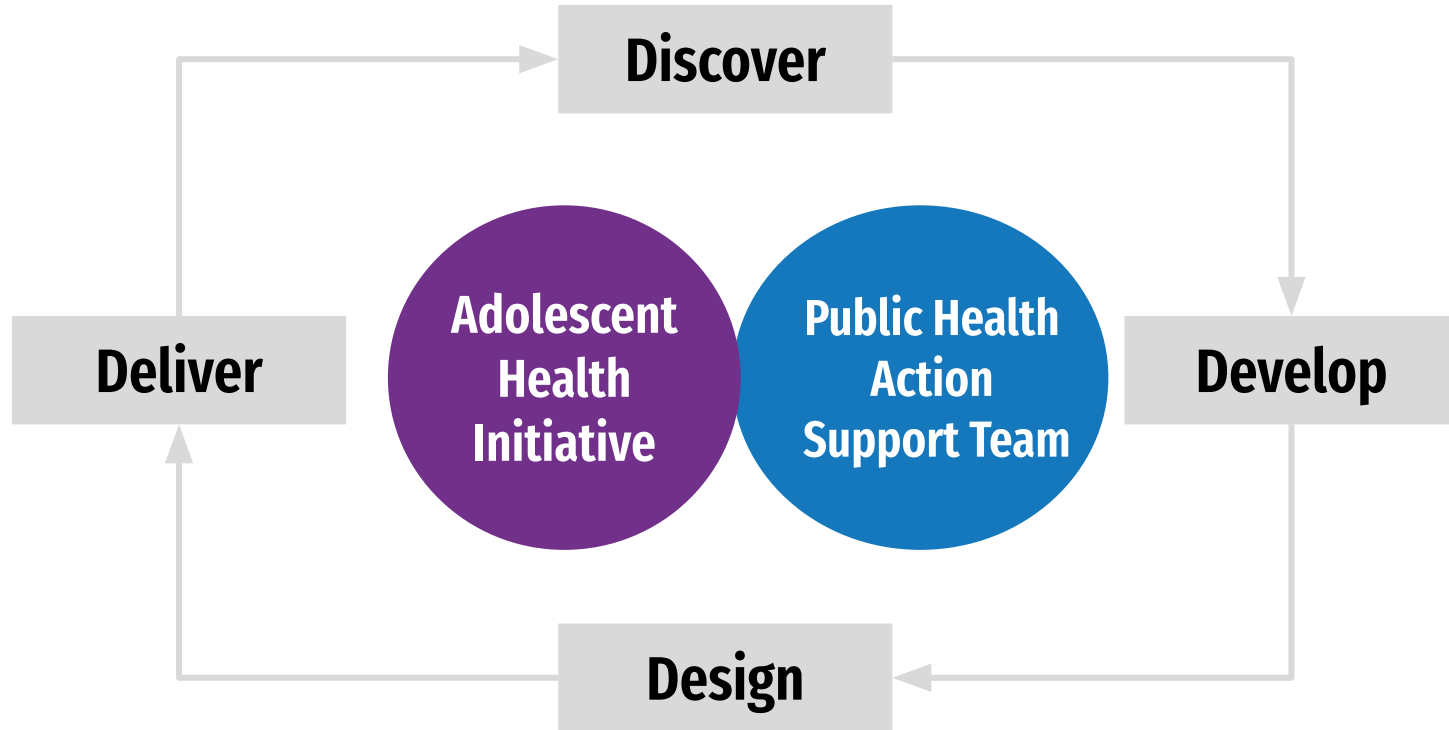 Discover
Adolescent
Health
Initiative
Public Health
Action
Support Team
Deliver
Develop
Design